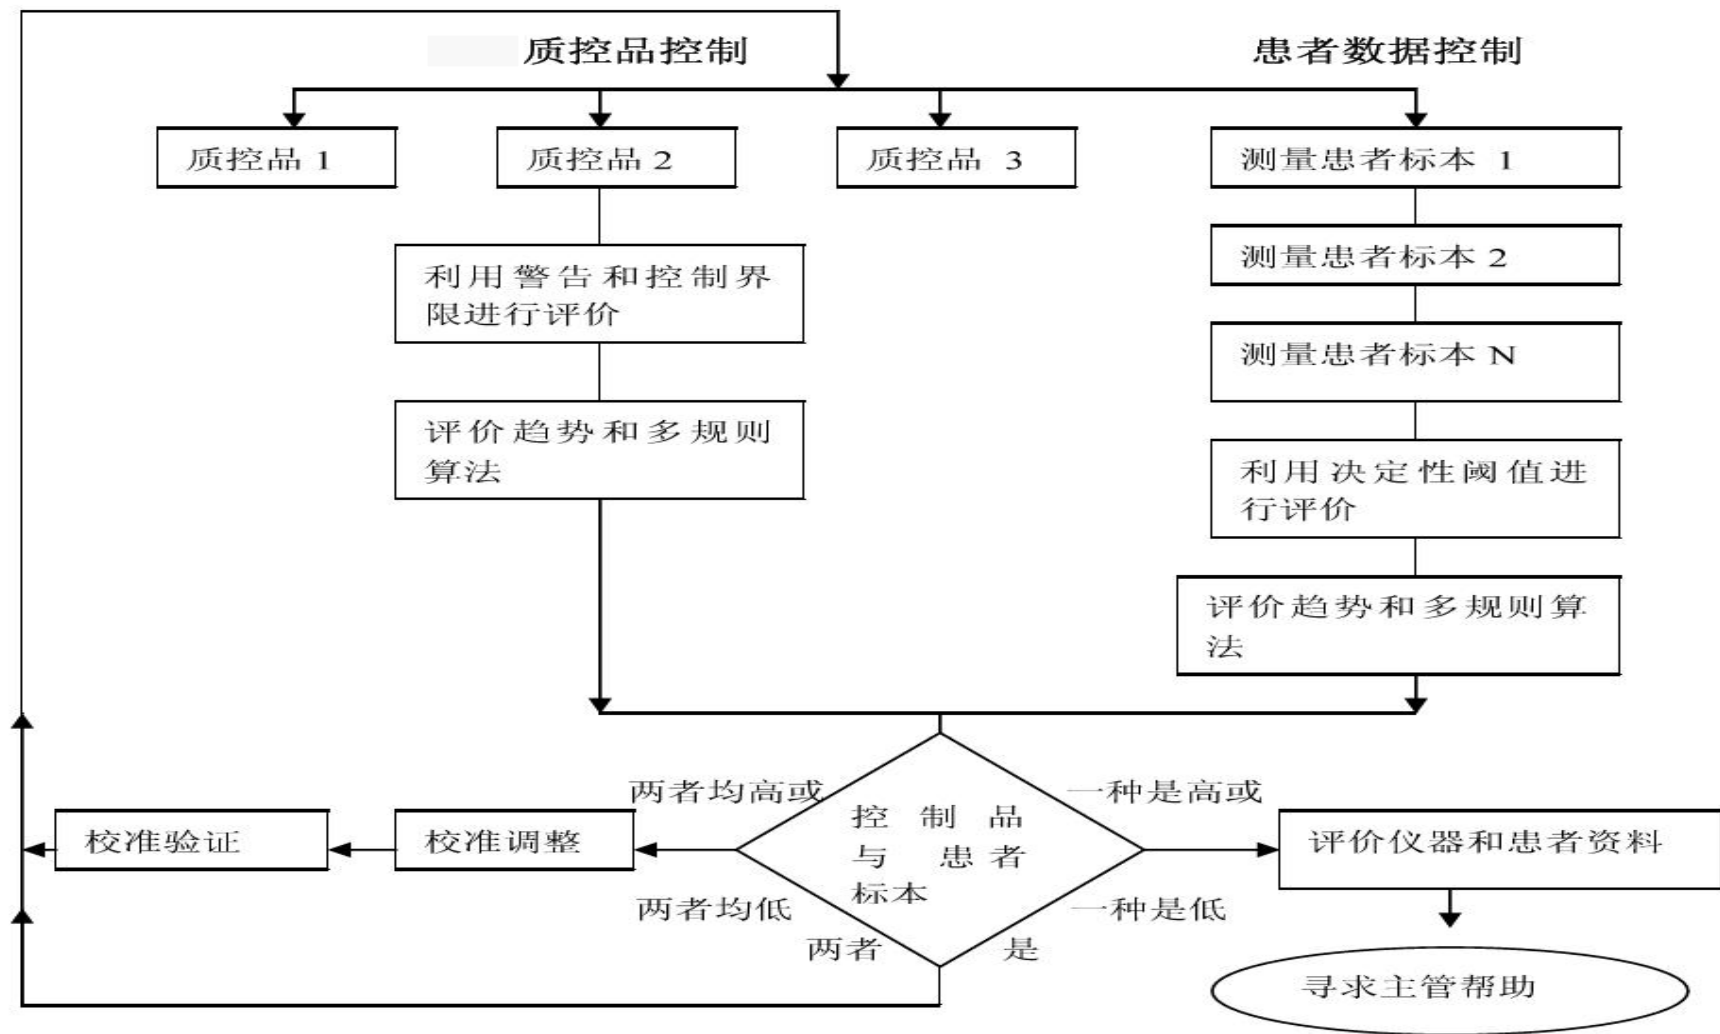 质控品控制
患者数据控制
质控品 1
质控品 2
质控品 3
测量患者标本 1
利用警告和控制界
限进行评价
测量患者标本 2
测量患者标本 N
评价趋势和多规则
算法
利用决定性阈值进
行评价
评价趋势和多规则算
法
两者均高或
一种是高或
控制品
与患者
标本
校准验证
校准调整
评价仪器和患者资料
两者均低
一种是低
两者
是
寻求主管帮助